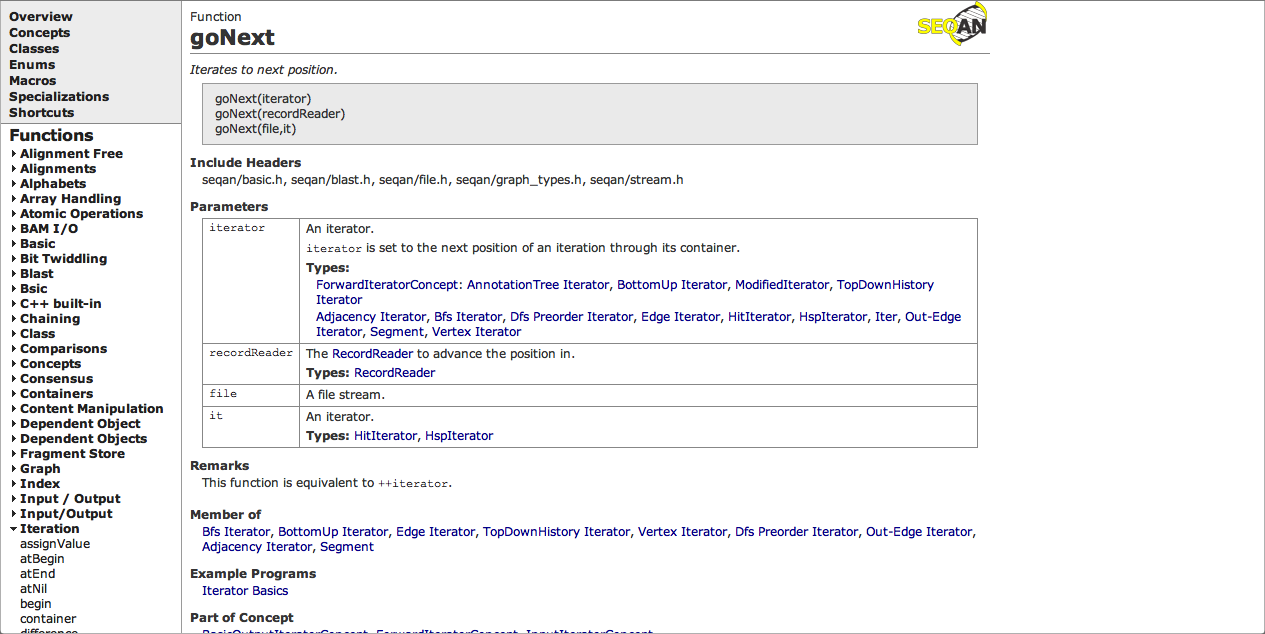 Overview
Concepts
Classes
Enums
Macros
Specializations
Shortcuts
Functions
Alignment Free
Alignments
Alphabets
Array Handling
Atomic Operations
BAM I/O
Basic
Bit Twiddling
Blast
Bsic
C++ built-in
Chaining
Class
Comparisons
Concepts
Consensus
Containers
Content Manipulation
Dependent Object
Dependent Objects
Fragment Store
Graph
Index
Input / Output
Input/Output
Iteration
assignValue
atBegin
atEnd
atNil
begin
container
difference
Function
goNext
SEQAN
Iterates to next position.
goNext(iterator)
goNext(recordReader)
goNext(file,it)
Include Headers
seqan/basic.h, seqan/blast.h, seqan/file.h, seqan/graph_types.h, seqan/stream.h
Parameters
iterator
An iterator.
iterator is set to the next position of an iteration through its container.
Types:
ForwardIteratorConcept: AnnotationTree Iterator, BottomUp Iterator, ModifiedIterator, TopDownHistory
Iterator
Adjacency Iterator, Bfs Iterator, Dfs Preorder Iterator, Edge Iterator, HitIterator, HspIterator, Iter, Out-Edge
Iterator, Segment, Vertex Iterator
recordReader
The RecordReader to advance the position in.
Types: RecordReader
file
A file stream.
it
An iterator.
Types: HitIterator, HspIterator
Remarks
This function is equivalent to ++iterator.
Member of
Bfs Iterator, BottomUp Iterator, Edge Iterator, TopDownHistory Iterator, Vertex Iterator, Dfs Preorder Iterator, Out-Edge Iterator,
Adjacency Iterator, Segment
Example Programs
Iterator Basics
Part of Concept
BasicOutputIteratorConcept, ForwardIteratorConcept, InputIteratorConcept